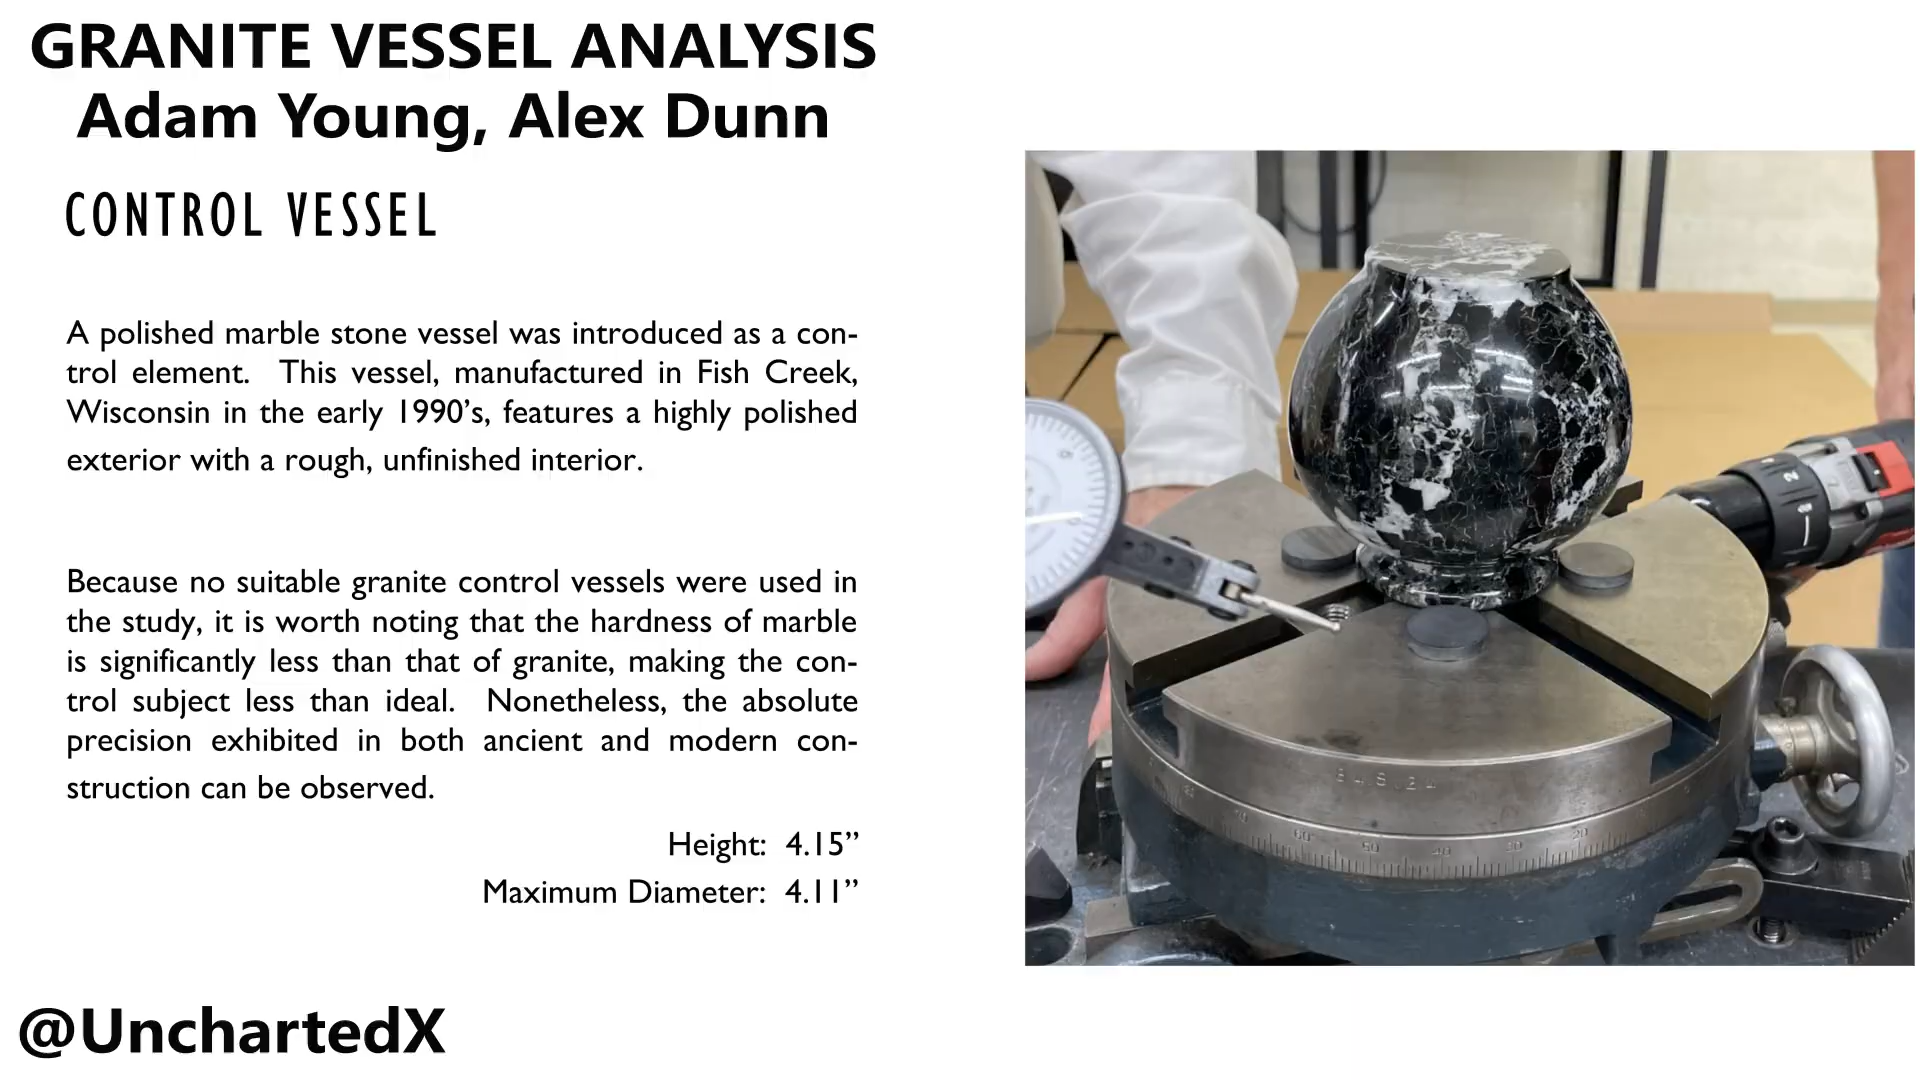 GRANITE VESSEL ANALYSIS
Adam Young, Alex Dunn
CONTROL VESSEL
A polished marble stone vessel was introduced as a con-
trol element. This vessel, manufactured in Fish Creek,
Wisconsin in the early 1990’s, features a highly polished
exterior with a rough, unfinished interior.
Because no suitable granite control vessels were used in
the study, it is worth noting that the hardness of marble
is significantly less than that of granite, making the con-
trol subject less than ideal. Nonetheless, the absolute
precision exhibited in both ancient and modern con-
struction can be observed.
Height: 4.15”
Maximum Diameter: 4.11”
@UnchartedX
60 50 40 30 20